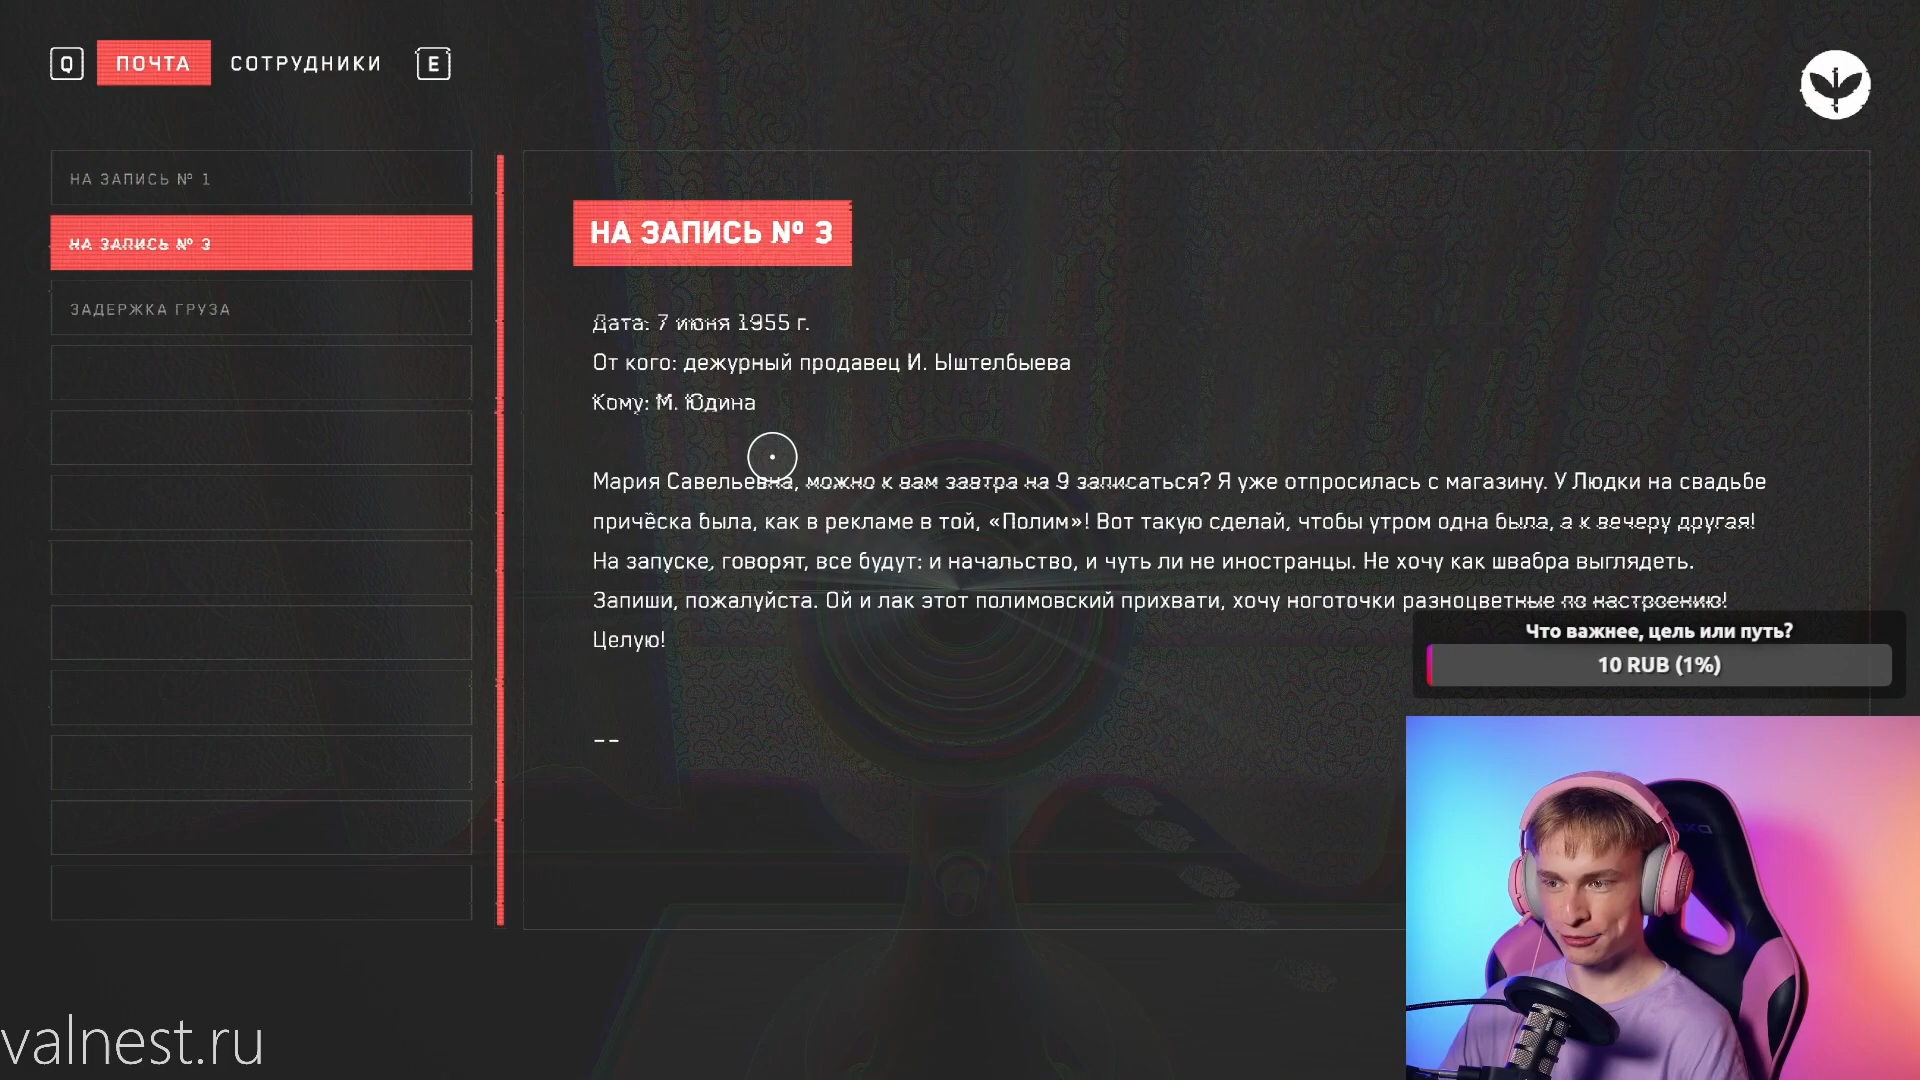 Q ПОЧТА СОТРУДНИКИ E
НА ЗАПИСЬ № 1
НА ЗАПИСЬ № 3
ЗАДЕРЖКА ГРУЗА
НА ЗАПИСЬ № 3
Дата: 7 июня 1955 г.
От кого: дежурный продавец И. Ыштелбыева
Кому: М. Юдина
Мария Савельевна, можно к вам завтра на 9 записаться? Я уже отпросилась с магазину. У Людки на свадьбе
причёска была, как в рекламе в той, «Полим»! Вот такую сделай, чтобы утром одна была, а к вечеру другая!
На запуске, говорят, все будут: и начальство, и чуть ли не иностранцы. Не хочу как швабра выглядеть.
Запиши, пожалуйста. Ой и лак этот полимовский прихвати, хочу ноготочки разноцветные по настроению!
Целую!
--
Что важнее, цель или путь?
10 RUB (1%)
valnest.ru